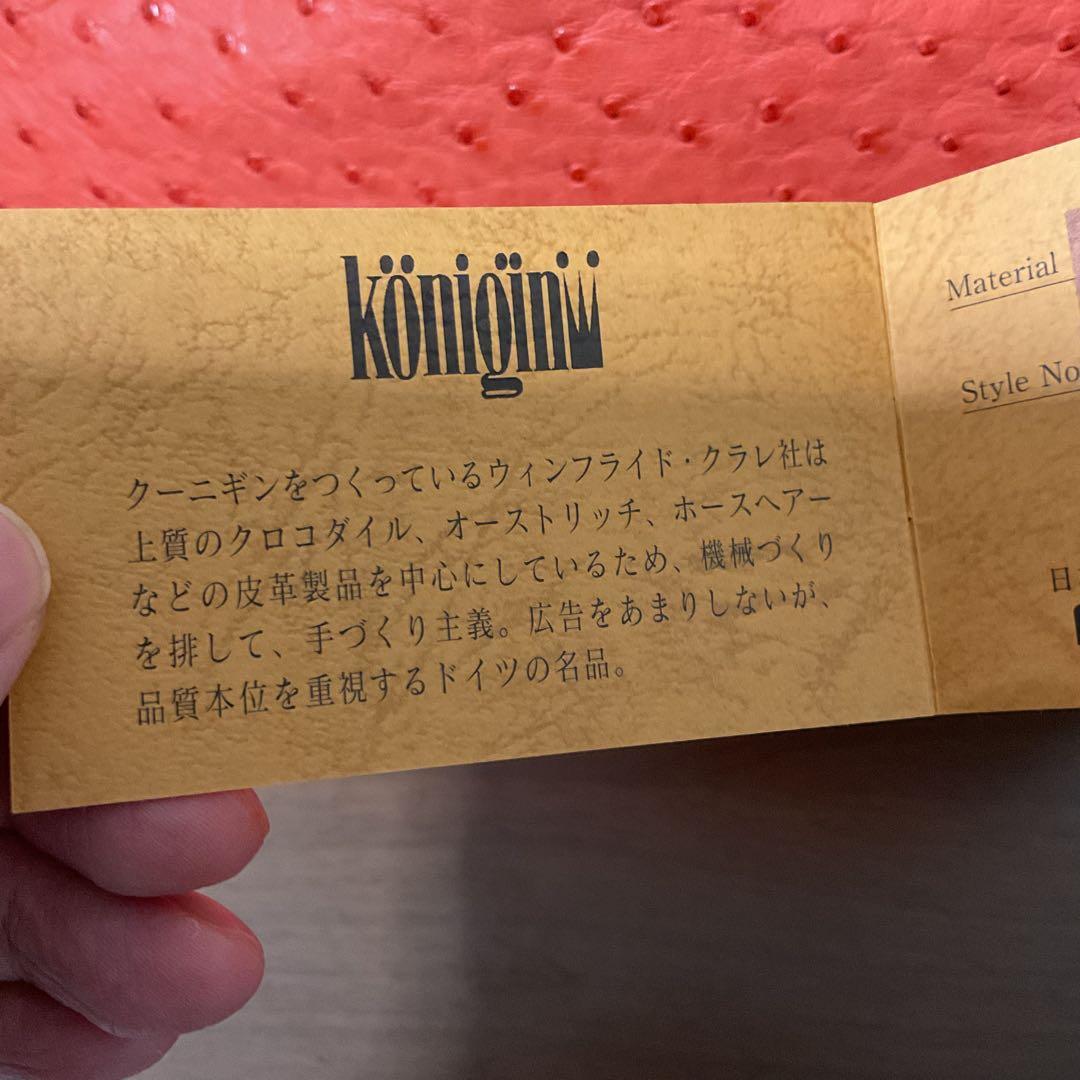 königin
クーニギンをつくっているウィンフライド・クラレ社は
上質のクロコダイル、オーストリッチ、ホースヘアー
などの皮革製品を中心にしているため、機械づくり
を排して、手づくり主義。広告をあまりしないが、
品質本位を重視するドイツの名品。
Material
Style No
日